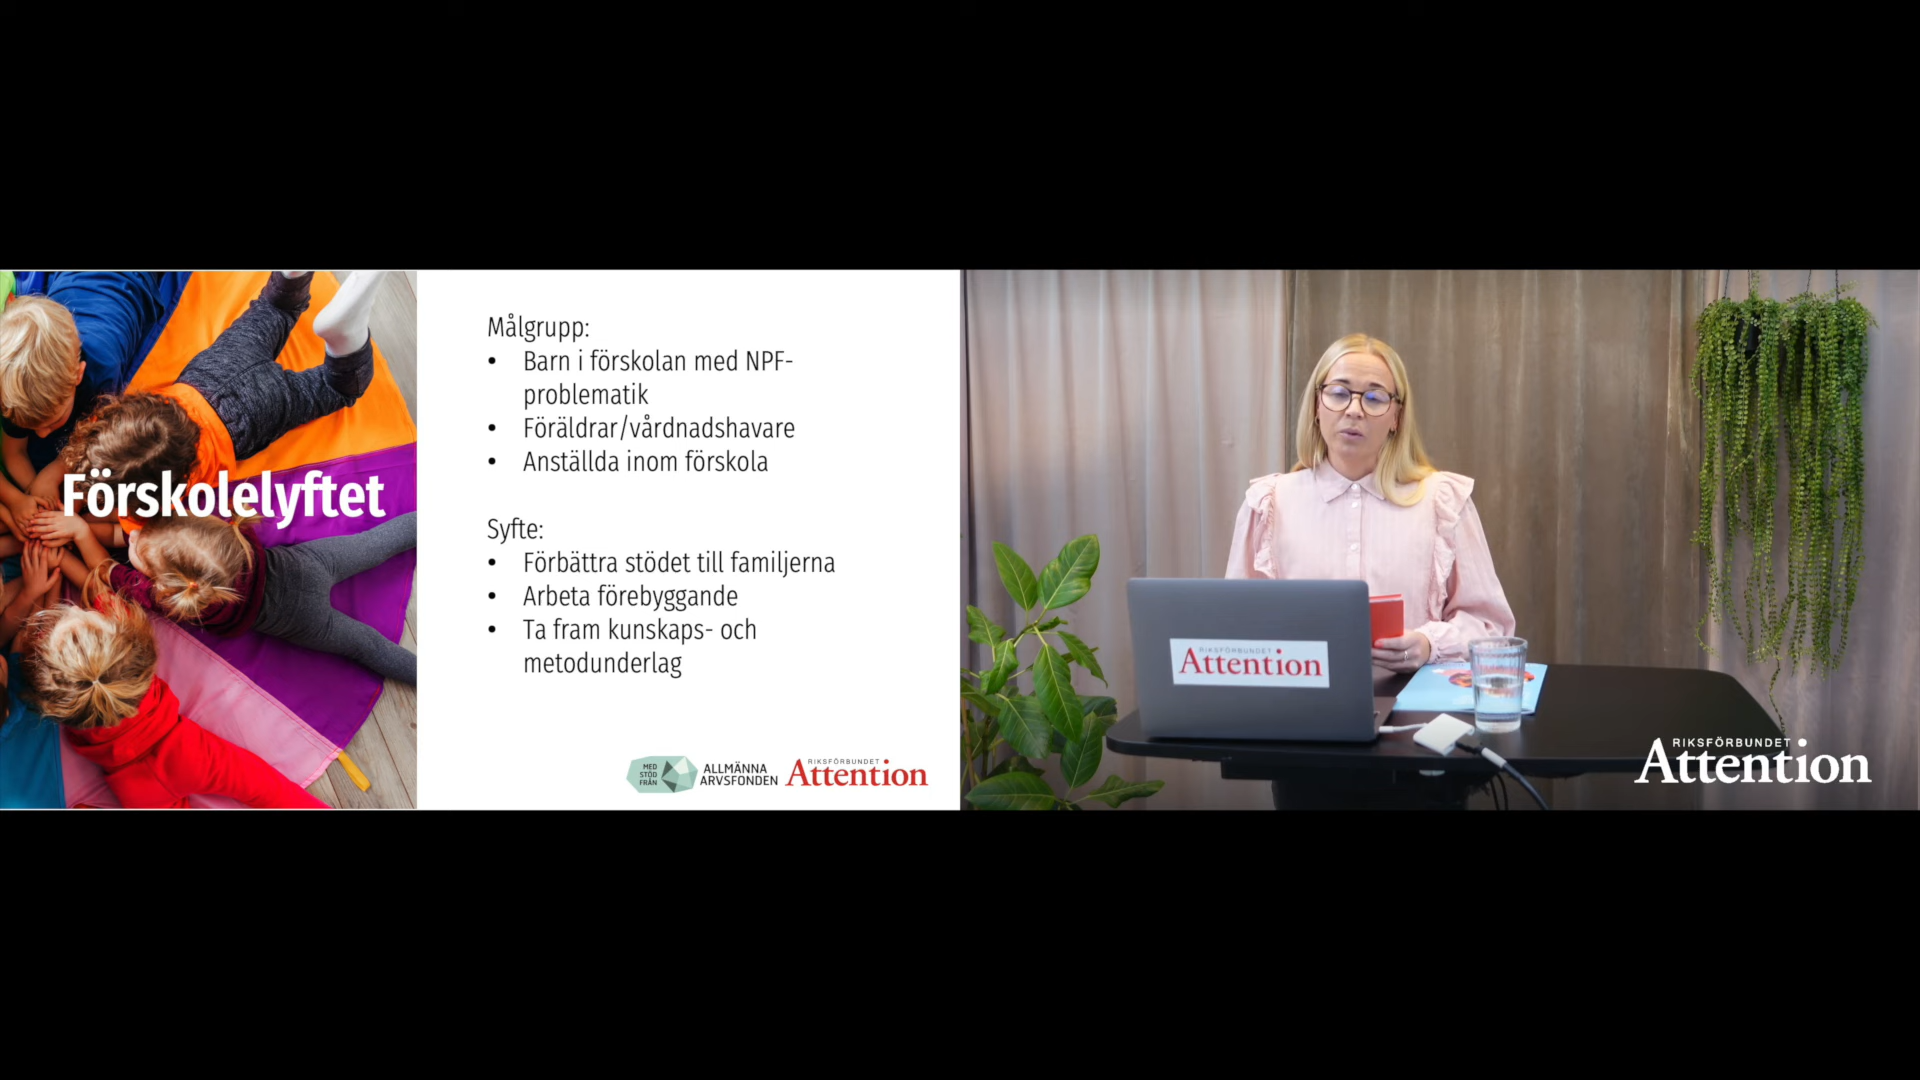 Förskolelyftet
Målgrupp:
• Barn i förskolan med NPF-
problematik
• Föräldrar/vårdnadshavare
• Anställda inom förskola
Syfte:
• Förbättra stödet till familjerna
• Arbeta förebyggande
• Ta fram kunskaps- och
metodunderlag
MED
STÖD
FRÅN
ALLMÄNNA
ARVSFONDEN
RIKSFÖRBUNDET
Attention
RIKSFÖRBUNDET
Attention
RIKSFÖRBUNDET
Attention